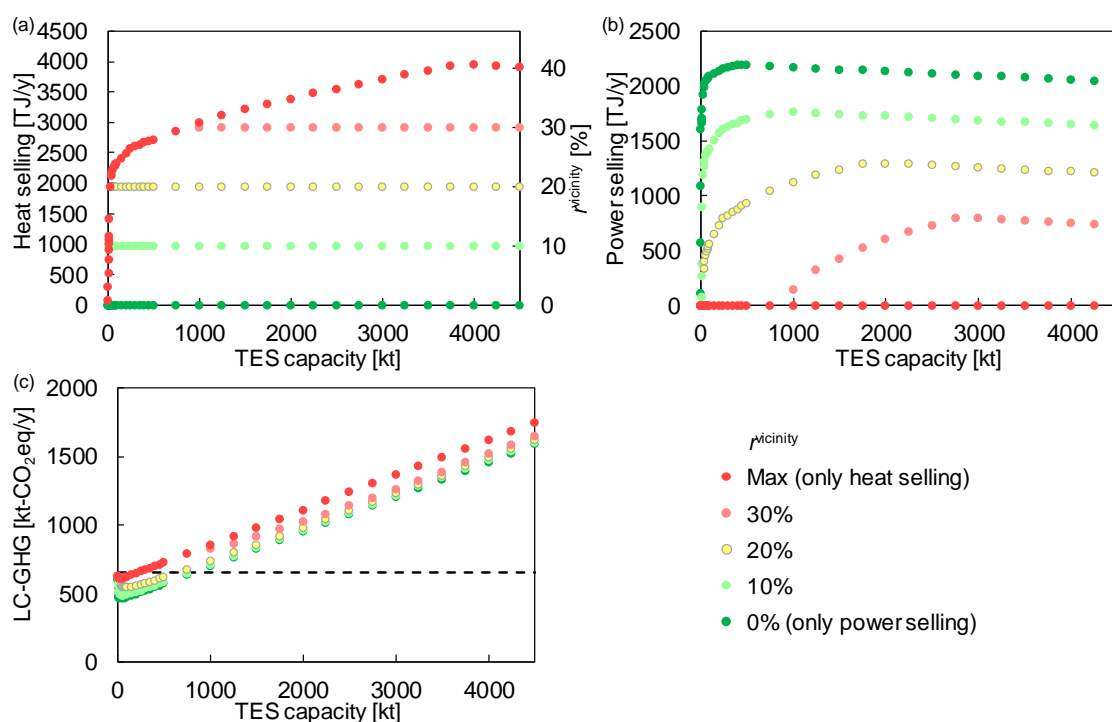 (a)
Heat selling [TJ/y]
4500
4000
3500
3000
2500
2000
1500
1000
500
0
40
30
20
10
0
r^vicinity [%]
0 1000 2000 3000 4000
TES capacity [kt]
(b)
Power selling [TJ/y]
2500
2000
1500
1000
500
0
0 1000 2000 3000 4000
TES capacity [kt]
(c)
LC-GHG [kt-CO₂eq/y]
2000
1500
1000
500
0
0 1000 2000 3000 4000
TES capacity [kt]
r^vicinity
Max (only heat selling)
30%
20%
10%
0% (only power selling)